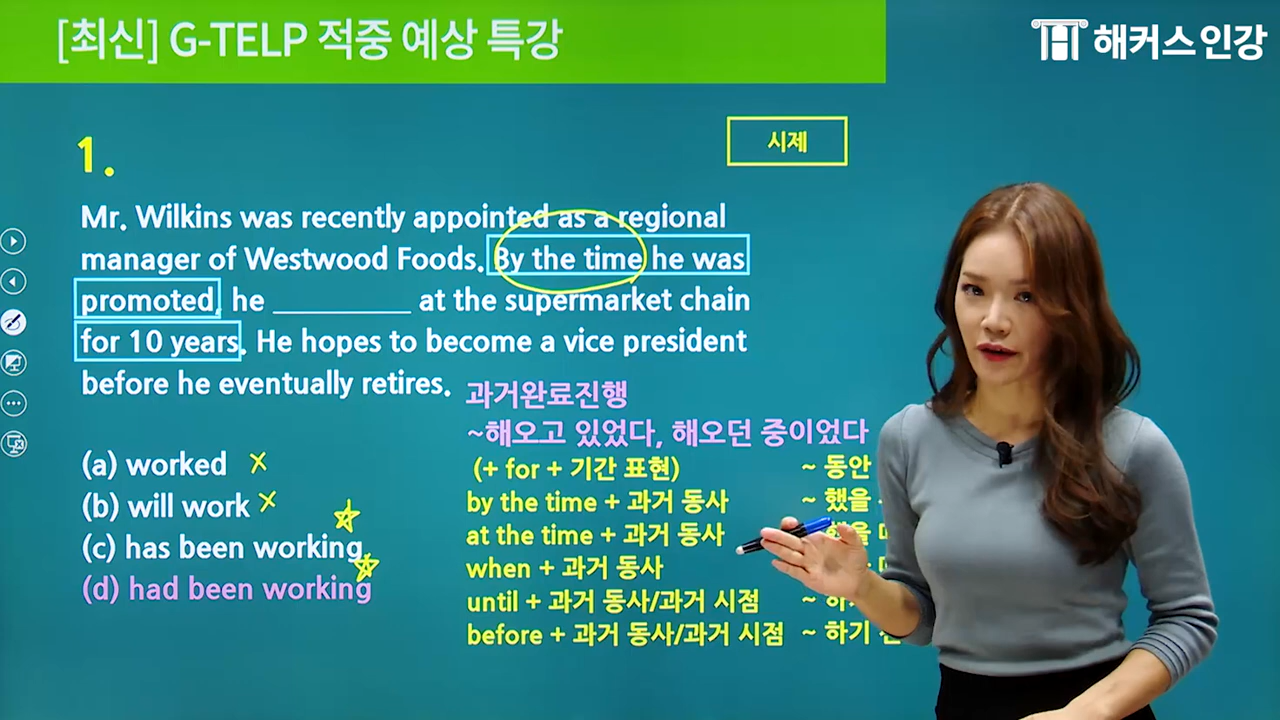 [최신] G-TELP 적중 예상 특강
해커스인강
시제
1.
Mr. Wilkins was recently appointed as a regional
manager of Westwood Foods. By the time he was
promoted, he __________ at the supermarket chain
for 10 years. He hopes to become a vice president
before he eventually retires.
과거완료진행
~해오고 있었다, 해오던 중이었다
(a) worked
(b) will work
(c) has been working
(d) had been working
(+ for + 기간 표현) ~ 동안
by the time + 과거 동사 ~ 했을
at the time + 과거 동사
when + 과거 동사
until + 과거 동사/과거 시점
before + 과거 동사/과거 시점 ~ 하기